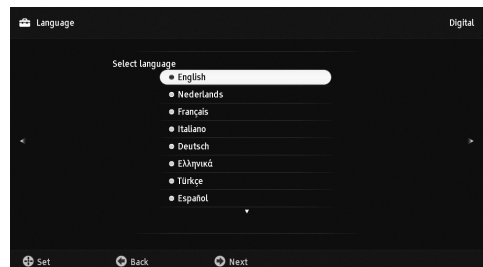 Language
Digital
Select language
English
Nederlands
Français
Italiano
Deutsch
Ελληνικά
Türkçe
Español
Set
Back
Next